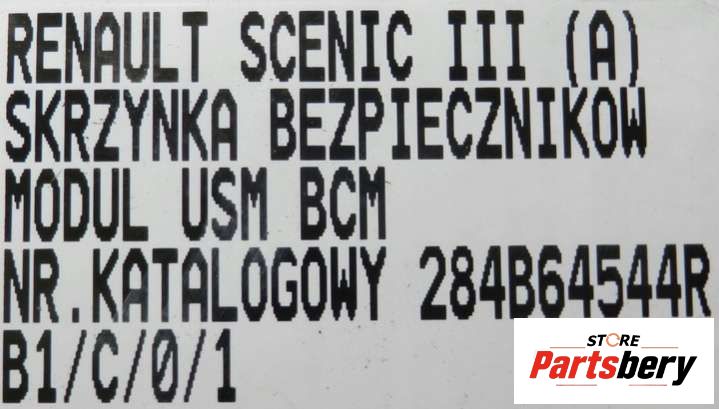 RENAULT SCENIC III (A)
SKRZYNKA BEZPIECZNIKOW
MODUL USM BCM
NR.KATALOGOWY 284B64544R
B1/C/0/1
STORE
Partsbery